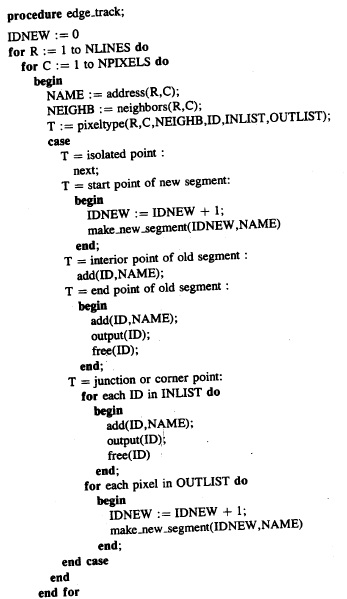 procedure edge_track;
IDNEW := 0
for R := 1 to NLINES do
for C := 1 to NPIXELS do
begin
NAME := address(R,C);
NEIGHB := neighbors(R,C);
T := pixeltype(R,C,NEIGHB,ID,INLIST,OUTLIST);
case
T = isolated point :
next;
T = start point of new segment:
begin
IDNEW := IDNEW + 1;
make_new_segment(IDNEW,NAME)
end;
T = interior point of old segment :
add(ID,NAME);
T = end point of old segment :
begin
add(ID,NAME);
output(ID);
free(ID);
end;
T = junction or corner point:
for each ID in INLIST do
begin
add(ID,NAME);
output(ID);
free(ID)
end;
for each pixel in OUTLIST do
begin
IDNEW := IDNEW + 1;
make_new_segment(IDNEW,NAME)
end;
end case
end
end for